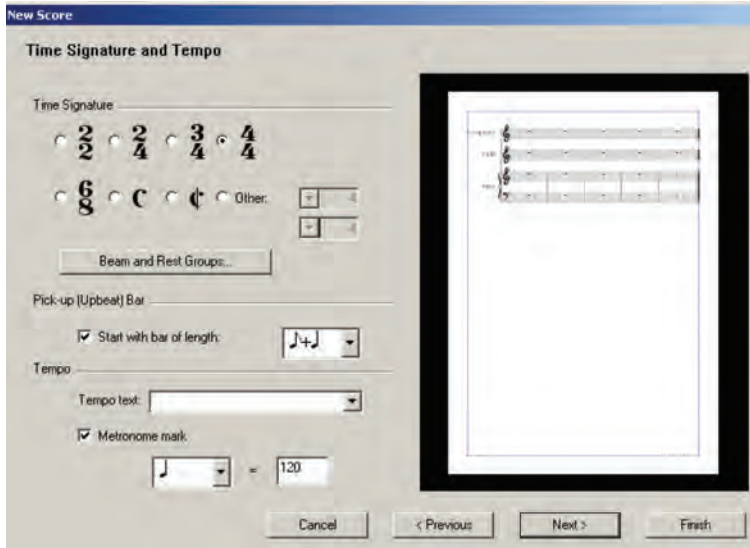 New Score
Time Signature and Tempo
Time Signature
2/2 2/4 3/4 4/4
6/8 C ¢ Other: 4
4
Beam and Rest Groups...
Pick-up (Upbeat) Bar
Start with bar of length:
Tempo
Tempo text:
Metronome mark
= 120
Cancel < Previous Next > Finish